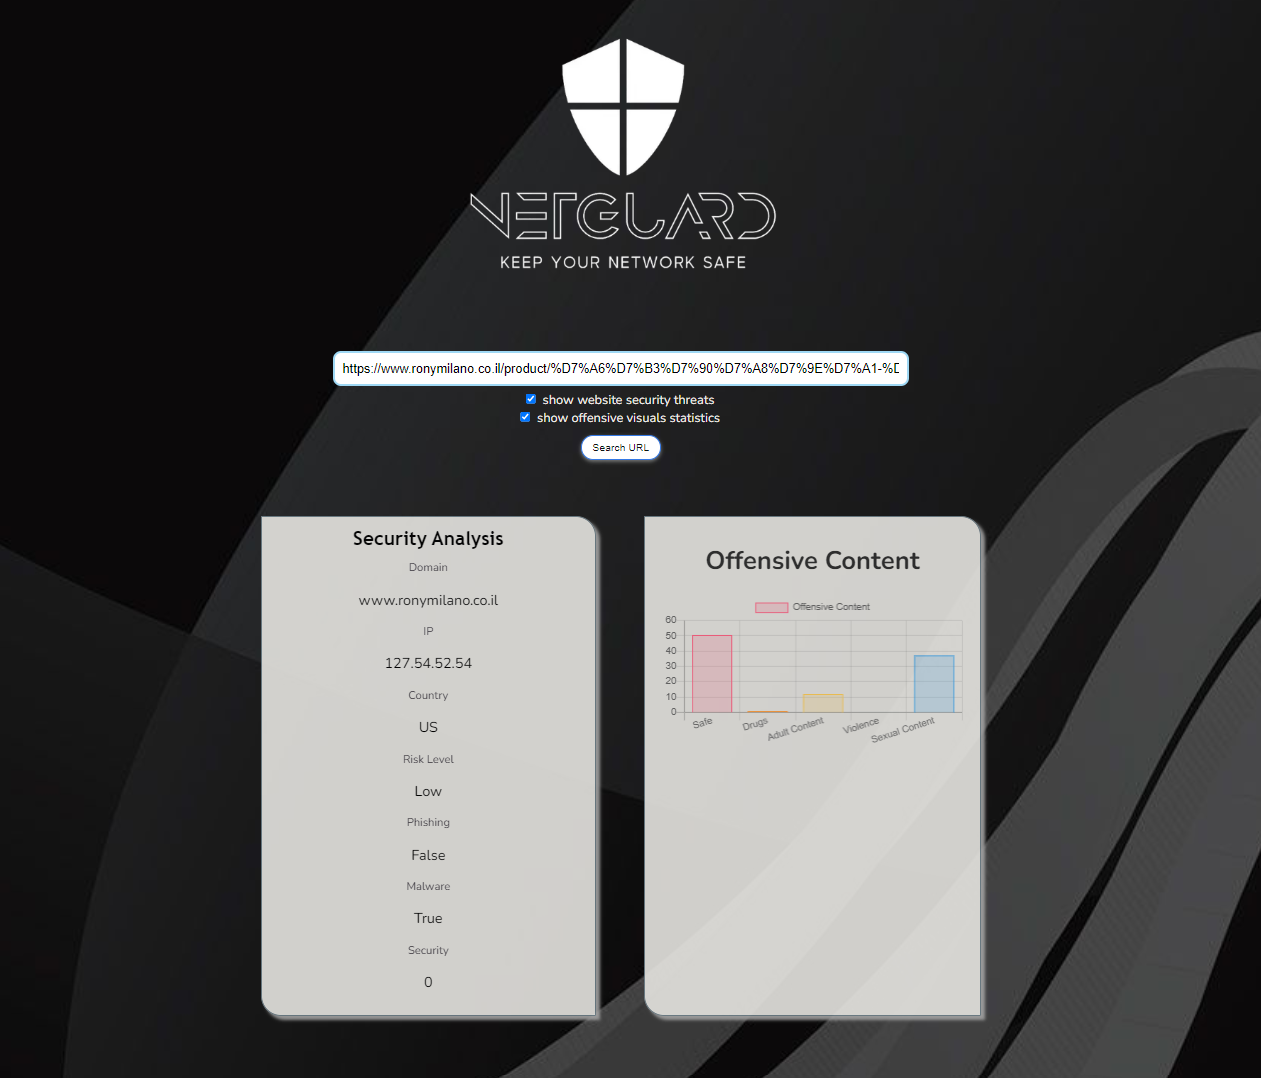 NETGUARD
KEEP YOUR NETWORK SAFE
https://www.ronymilano.co.il/product/%D7%A6%D7%B3%D7%90%D7%A8%D7%9E%D7%A1-%D
show website security threats
show offensive visuals statistics
Search URL
Security Analysis
Domain
www.ronymilano.co.il
IP
127.54.52.54
Country
US
Risk Level
Low
Phishing
False
Malware
True
Security
0
Offensive Content
Offensive Content
60
50
40
30
20
10
0
Safe
Drugs
Adult Content
Violence
Sexual Content